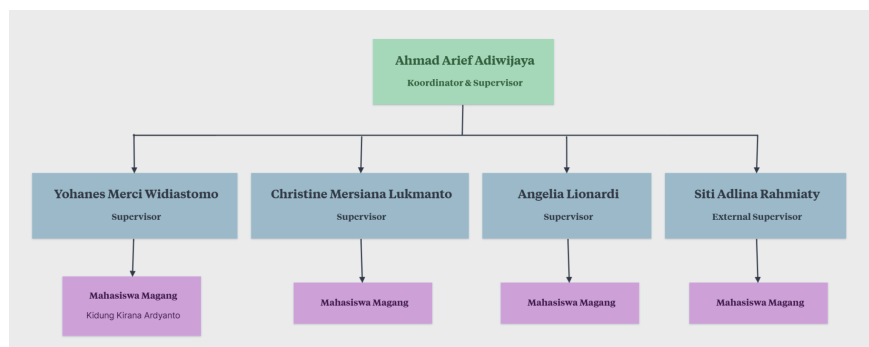 Ahmad Arief Adiwijaya
Koordinator & Supervisor
Yohanes Merci Widiastomo
Supervisor
Christine Mersiana Lukmanto
Supervisor
Angelia Lionardi
Supervisor
Siti Adlina Rahmiaty
External Supervisor
Mahasiswa Magang
Kidung Kirana Ardyanto
Mahasiswa Magang
Mahasiswa Magang
Mahasiswa Magang